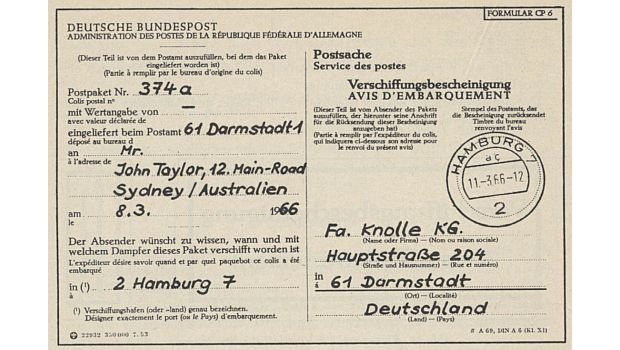 FORMULAR CP 6
DEUTSCHE BUNDESPOST
ADMINISTRATION DES POSTES DE LA RÉPUBLIQUE FÉDÉRALE D'ALLEMAGNE
(Dieser Teil ist von dem Postamt auszufüllen, bei dem das Paket
eingeliefert worden ist)
(Partie à remplir par le bureau d'origine du colis)
Postpaket Nr. 374a
Colis postal nº
mit Wertangabe von —
avec valeur déclarée de
eingeliefert beim Postamt 61 Darmstadt 1
déposé au bureau d
an Mr.
à l'adresse de
John Taylor, 12. Main-Road
Sydney / Australien
am 8.3. 1966
le
Der Absender wünscht zu wissen, wann und mit
welchem Dampfer dieses Paket verschifft worden ist
L'expéditeur désire savoir quand et par quel paquebot ce colis a été
embarqué
in (¹) 2 Hamburg 7
à
(¹) Verschiffungshafen (oder -land) genau bezeichnen.
Désigner exactement le port (ou le Pays) d'embarquement.
22932 350000 7. 53
Postsache
Service des postes
Verschiffungsbescheinigung
AVIS D'EMBARQUEMENT
(Dieser Teil ist vom Absender des Pakets
auszufüllen, der hierunter seine Anschrift
für die Rücksendung dieser Bescheinigung
anzugeben hat)
(Partie à remplir par l'expéditeur du colis,
qui indiquera ci-dessous son adresse pour
le renvoi du présent avis)
Stempel des Postamts, das
die Bescheinigung zurücksendet
Timbre du bureau
renvoyant l'avis
HAMBURG 7
aç
11.-3.66-12
2
Fa. Knolle KG.
(Name oder Firma) — (Nom ou raison sociale)
Hauptstraße 204
(Straße und Hausnummer) — (Rue et numéro)
in 61 Darmstadt
à
(Ort) — (Localité)
Deutschland
(Land) — (Pays)
A 69, DIN A 6 (Kl. XI)